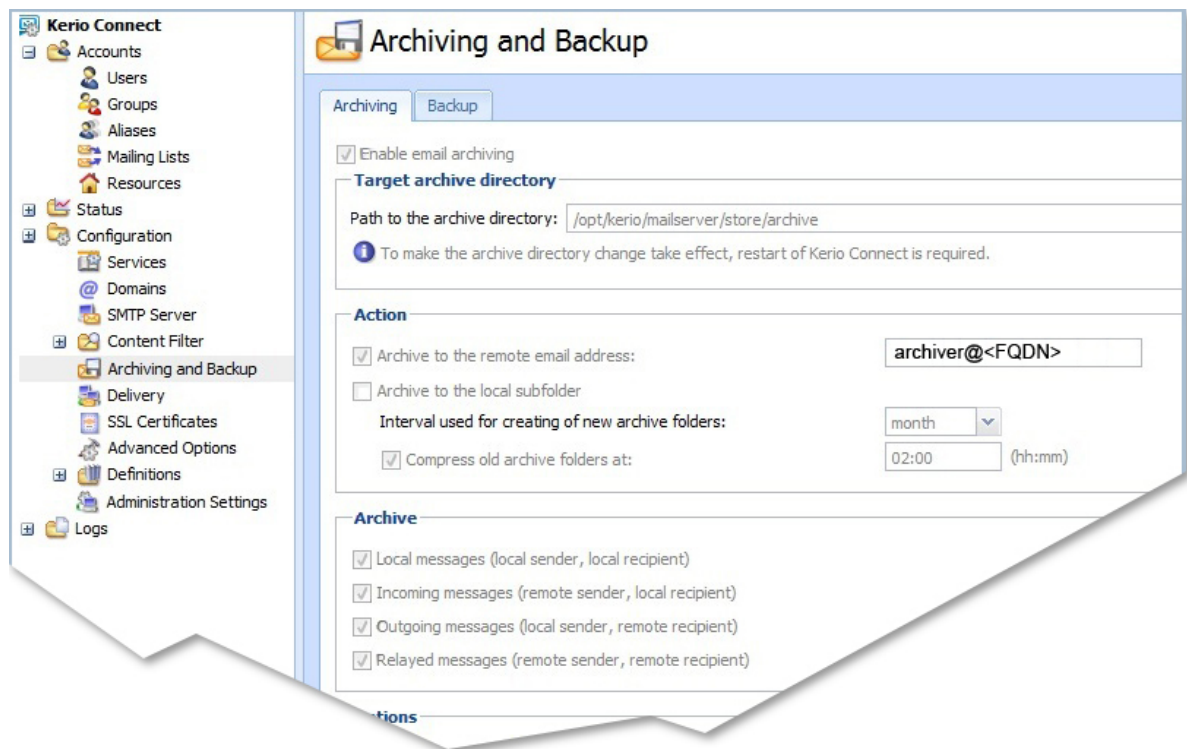 Kerio Connect
Accounts
Users
Groups
Aliases
Mailing Lists
Resources
Status
Configuration
Services
Domains
SMTP Server
Content Filter
Archiving and Backup
Delivery
SSL Certificates
Advanced Options
Definitions
Administration Settings
Logs
Archiving and Backup
Archiving Backup
Enable email archiving
Target archive directory
Path to the archive directory: /opt/kerio/mailserver/store/archive
To make the archive directory change take effect, restart of Kerio Connect is required.
Action
Archive to the remote email address: archiver@<FQDN>
Archive to the local subfolder
Interval used for creating of new archive folders: month
Compress old archive folders at: 02:00 (hh:mm)
Archive
Local messages (local sender, local recipient)
Incoming messages (remote sender, local recipient)
Outgoing messages (local sender, remote recipient)
Relayed messages (remote sender, remote recipient)